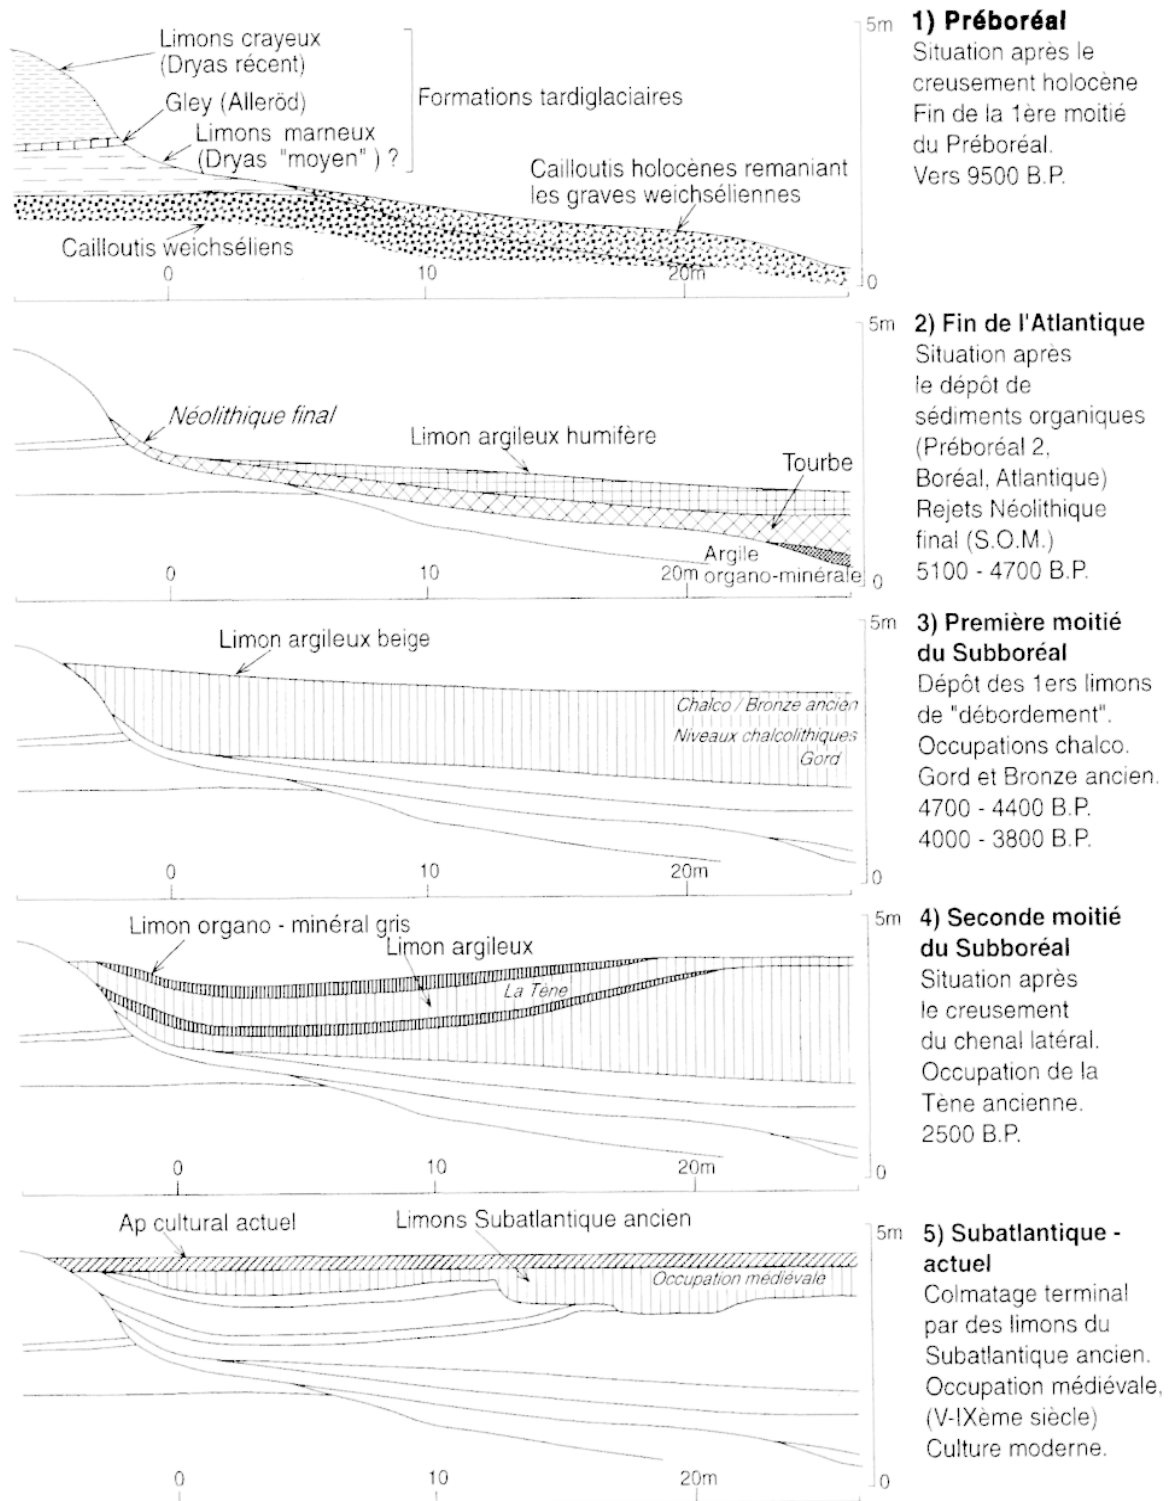 Limons crayeux
(Dryas récent)
Gley (Alleröd)
Limons marneux
(Dryas "moyen" ) ?
Formations tardiglaciaires
Cailloutis holocènes remaniant
les graves weichséliennes
Cailloutis weichséliens
0
10
20m
5m
0
1) Préboréal
Situation après le
creusement holocène
Fin de la 1ère moitié
du Préboréal.
Vers 9500 B.P.
Néolithique final
Limon argileux humifère
Tourbe
Argile
organo-minérale
0
10
20m
5m
0
2) Fin de l'Atlantique
Situation après
le dépôt de
sédiments organiques
(Préboréal 2,
Boréal, Atlantique)
Rejets Néolithique
final (S.O.M.)
5100 - 4700 B.P.
Limon argileux beige
Chalco / Bronze ancien
Niveaux chalcolithiques
Gord
0
10
20m
5m
0
3) Première moitié
du Subboréal
Dépôt des 1ers limons
de "débordement".
Occupations chalco.
Gord et Bronze ancien.
4700 - 4400 B.P.
4000 - 3800 B.P.
Limon organo - minéral gris
Limon argileux
La Tène
0
10
20m
5m
0
4) Seconde moitié
du Subboréal
Situation après
le creusement
du chenal latéral.
Occupation de la
Tène ancienne.
2500 B.P.
Ap cultural actuel
Limons Subatlantique ancien
Occupation médiévale
0
10
20m
5m
0
5) Subatlantique -
actuel
Colmatage terminal
par des limons du
Subatlantique ancien.
Occupation médiévale,
(V-IXème siècle)
Culture moderne.